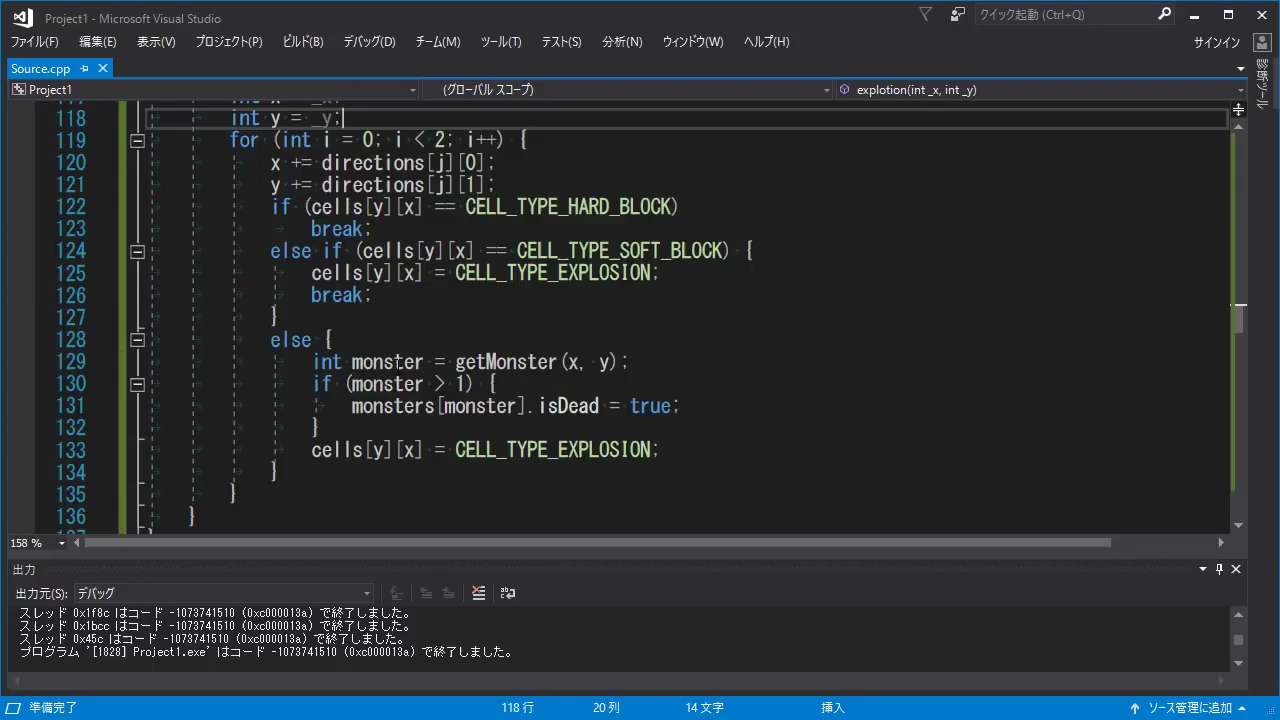 Project1 - Microsoft Visual Studio
クイック起動 (Ctrl+Q)
ファイル(F) 編集(E) 表示(V) プロジェクト(P) ビルド(B) デバッグ(D) チーム(M) ツール(T) テスト(S) 分析(N) ウィンドウ(W) ヘルプ(H) サインイン
Source.cpp
診断ツール
Project1 (グローバル スコープ) explotion(int _x, int _y)
118 int y = _y;
119 for (int i = 0; i < 2; i++) {
120 x += directions[j][0];
121 y += directions[j][1];
122 if (cells[y][x] == CELL_TYPE_HARD_BLOCK)
123 break;
124 else if (cells[y][x] == CELL_TYPE_SOFT_BLOCK) {
125 cells[y][x] = CELL_TYPE_EXPLOSION;
126 break;
127 }
128 else {
129 int monster = getMonster(x, y);
130 if (monster > 1) {
131 monsters[monster].isDead = true;
132 }
133 cells[y][x] = CELL_TYPE_EXPLOSION;
134 }
135 }
136 }
158 %
出力
出力元(S): デバッグ
スレッド 0x1f8c はコード -1073741510 (0xc000013a) で終了しました。
スレッド 0x1bcc はコード -1073741510 (0xc000013a) で終了しました。
スレッド 0x45c はコード -1073741510 (0xc000013a) で終了しました。
プログラム '[1828] Project1.exe' はコード -1073741510 (0xc000013a) で終了しました。
準備完了 118 行 20 列 14 文字 挿入 ソース管理に追加